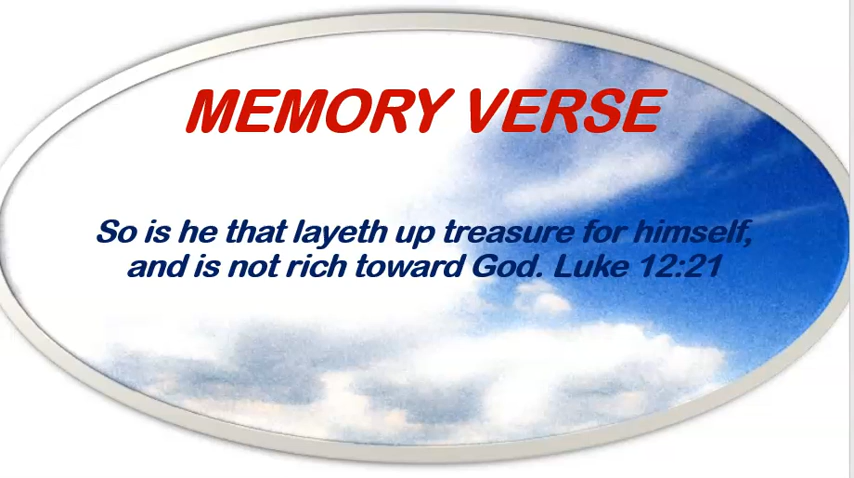 MEMORY VERSE
So is he that layeth up treasure for himself,
and is not rich toward God. Luke 12:21